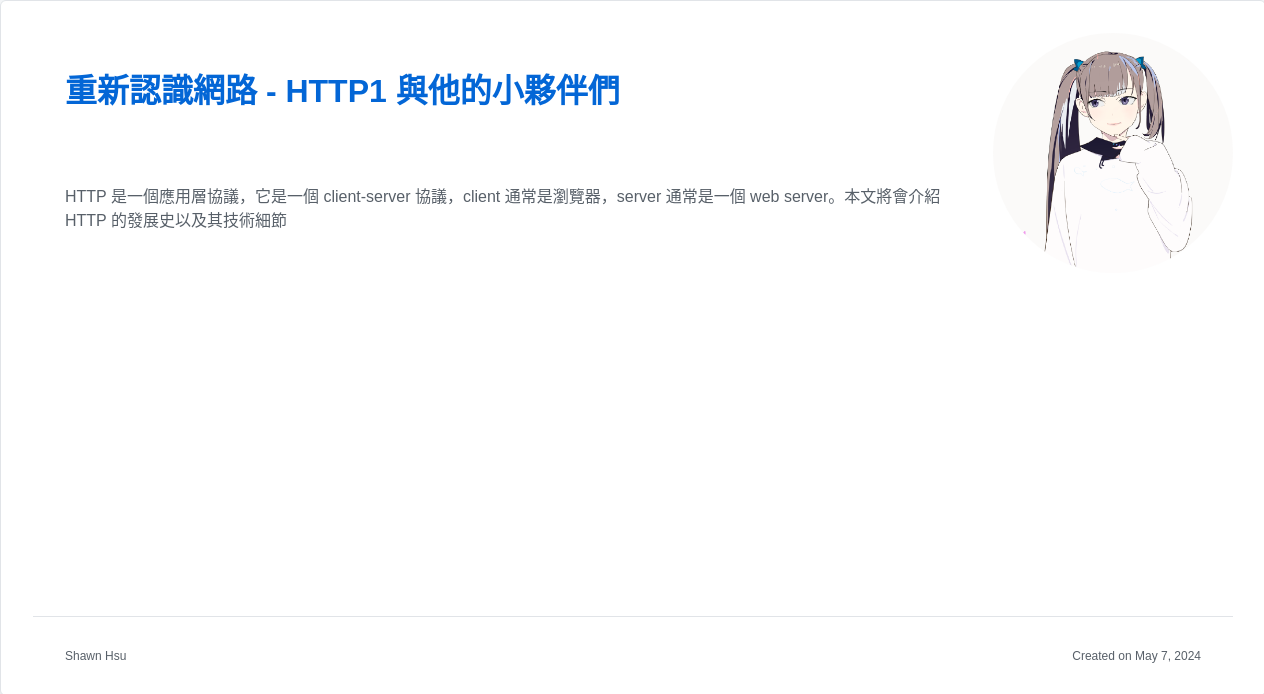 重新認識網路 - HTTP1 與他的小夥伴們
HTTP 是一個應用層協議，它是一個 client-server 協議，client 通常是瀏覽器，server 通常是一個 web server。本文將會介紹
HTTP 的發展史以及其技術細節
Shawn Hsu
Created on May 7, 2024